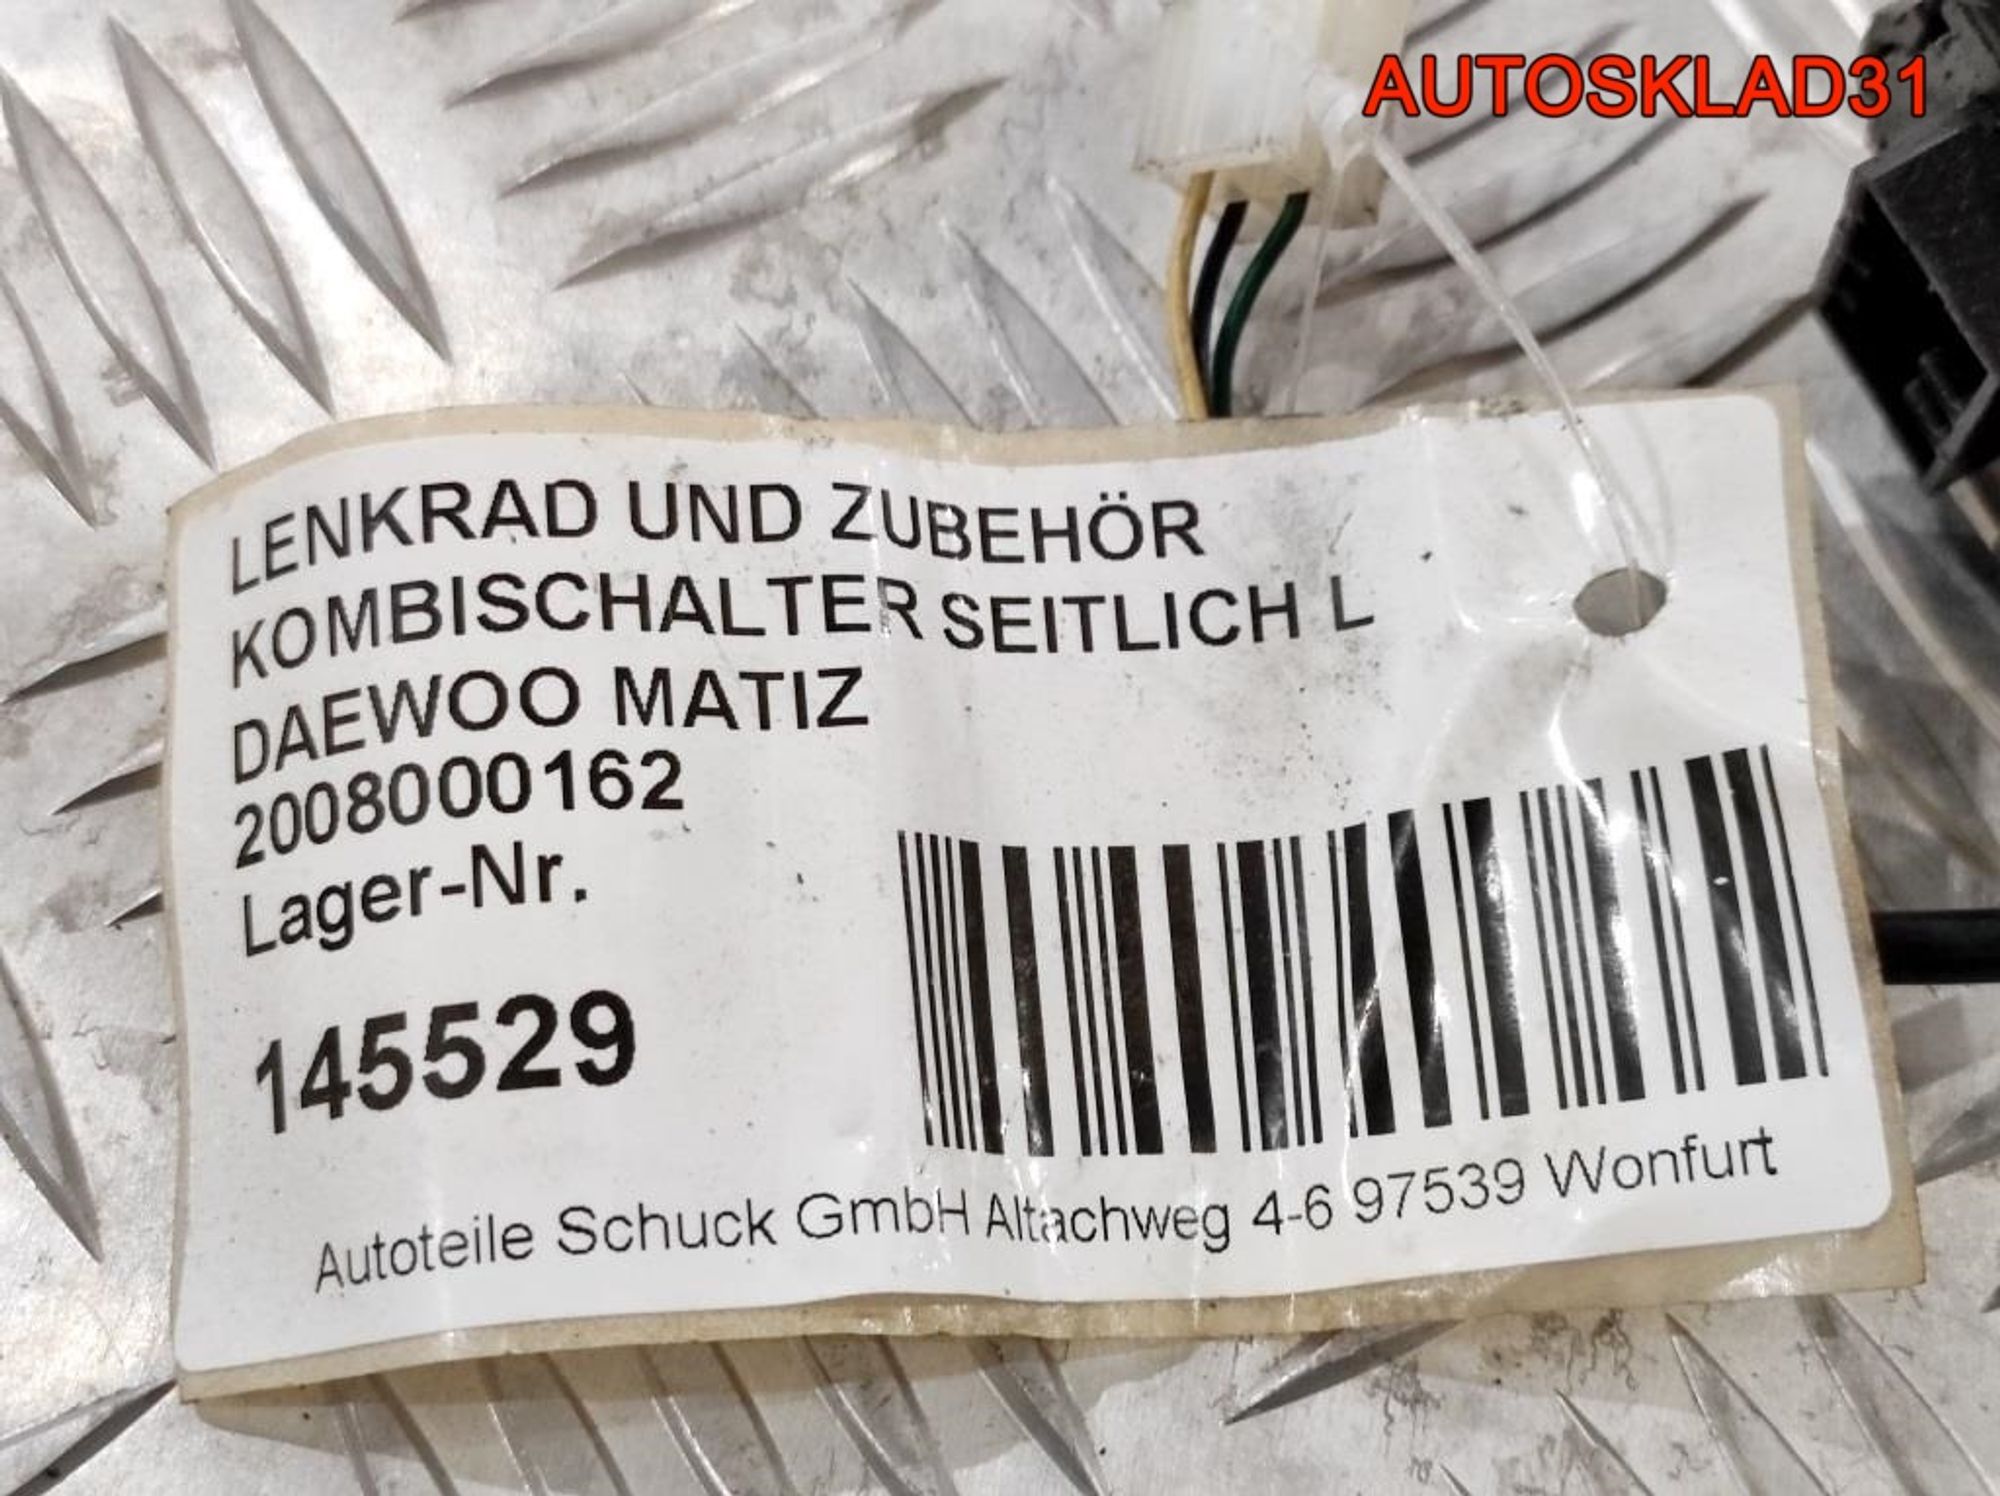 AUTOSKLAD31
LENKRAD UND ZUBEHÖR
KOMBISCHALTER SEITLICH L
DAEWOO MATIZ
2008000162
Lager-Nr.
145529
Autoteile Schuck GmbH Altachweg 4-6 97539 Wonfurt